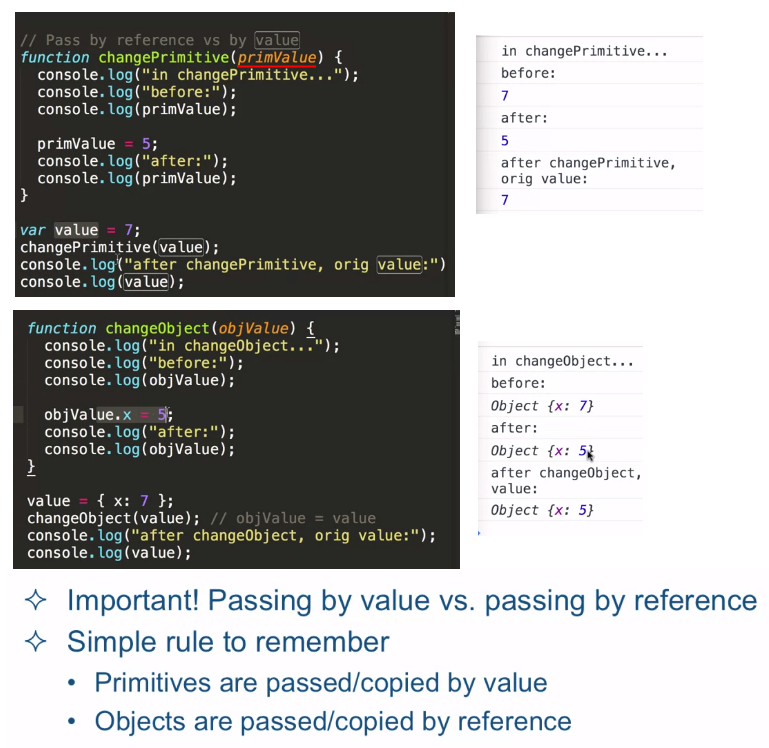 // Pass by reference vs by value
function changePrimitive(primValue) {
  console.log("in changePrimitive...");
  console.log("before:");
  console.log(primValue);

  primValue = 5;
  console.log("after:");
  console.log(primValue);
}

var value = 7;
changePrimitive(value);
console.log("after changePrimitive, orig value:")
console.log(value);

in changePrimitive...
before:
7
after:
5
after changePrimitive,
orig value:
7

function changeObject(objValue) {
  console.log("in changeObject...");
  console.log("before:");
  console.log(objValue);

  objValue.x = 5;
  console.log("after:");
  console.log(objValue);
}

value = { x: 7 };
changeObject(value); // objValue = value
console.log("after changeObject, orig value:");
console.log(value);

in changeObject...
before:
Object {x: 7}
after:
Object {x: 5}
after changeObject,
value:
Object {x: 5}

✧ Important! Passing by value vs. passing by reference
✧ Simple rule to remember
• Primitives are passed/copied by value
• Objects are passed/copied by reference